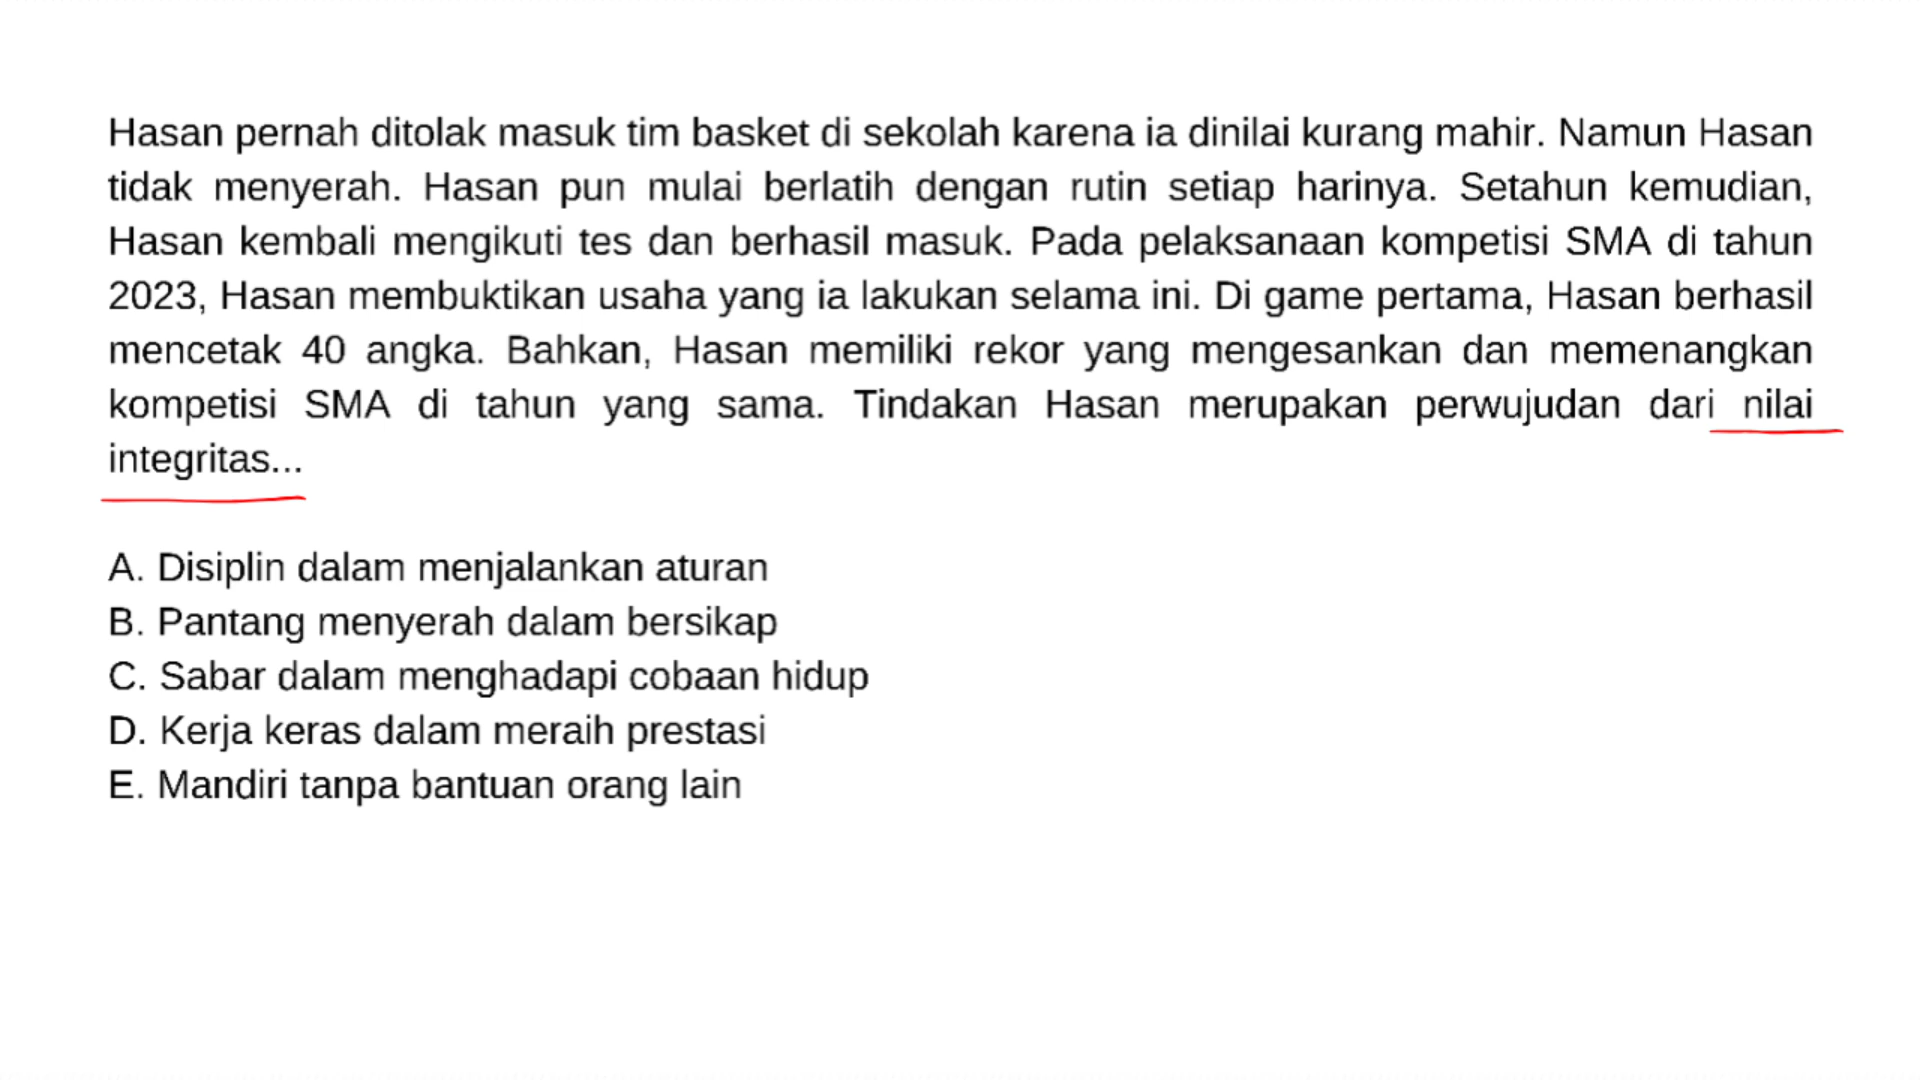 Hasan pernah ditolak masuk tim basket di sekolah karena ia dinilai kurang mahir. Namun Hasan
tidak menyerah. Hasan pun mulai berlatih dengan rutin setiap harinya. Setahun kemudian,
Hasan kembali mengikuti tes dan berhasil masuk. Pada pelaksanaan kompetisi SMA di tahun
2023, Hasan membuktikan usaha yang ia lakukan selama ini. Di game pertama, Hasan berhasil
mencetak 40 angka. Bahkan, Hasan memiliki rekor yang mengesankan dan memenangkan
kompetisi SMA di tahun yang sama. Tindakan Hasan merupakan perwujudan dari nilai
integritas...
A. Disiplin dalam menjalankan aturan
B. Pantang menyerah dalam bersikap
C. Sabar dalam menghadapi cobaan hidup
D. Kerja keras dalam meraih prestasi
E. Mandiri tanpa bantuan orang lain